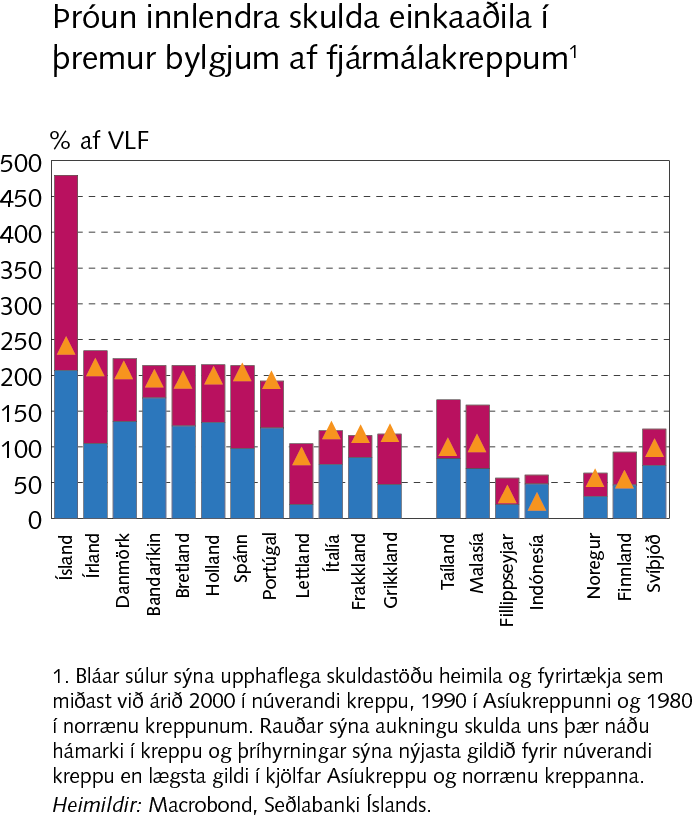 Þróun innlendra skulda einkaaðila í
þremur bylgjum af fjármálakreppum¹
% af VLF
500
450
400
350
300
250
200
150
100
50
0
Ísland
Írland
Danmörk
Bandaríkin
Bretland
Holland
Spánn
Portúgal
Lettland
Ítalía
Frakkland
Grikkland
Taíland
Malasía
Fillippseyjar
Indónesía
Noregur
Finnland
Svíþjóð
1. Bláar súlur sýna upphaflega skuldastöðu heimila og fyrirtækja sem
miðast við árið 2000 í núverandi kreppu, 1990 í Asíukreppunni og 1980
í norrænu kreppunum. Rauðar sýna aukningu skulda uns þær náðu
hámarki í kreppu og þríhyrningar sýna nýjasta gildið fyrir núverandi
kreppu en lægsta gildi í kjölfar Asíukreppu og norrænu kreppanna.
Heimildir: Macrobond, Seðlabanki Íslands.